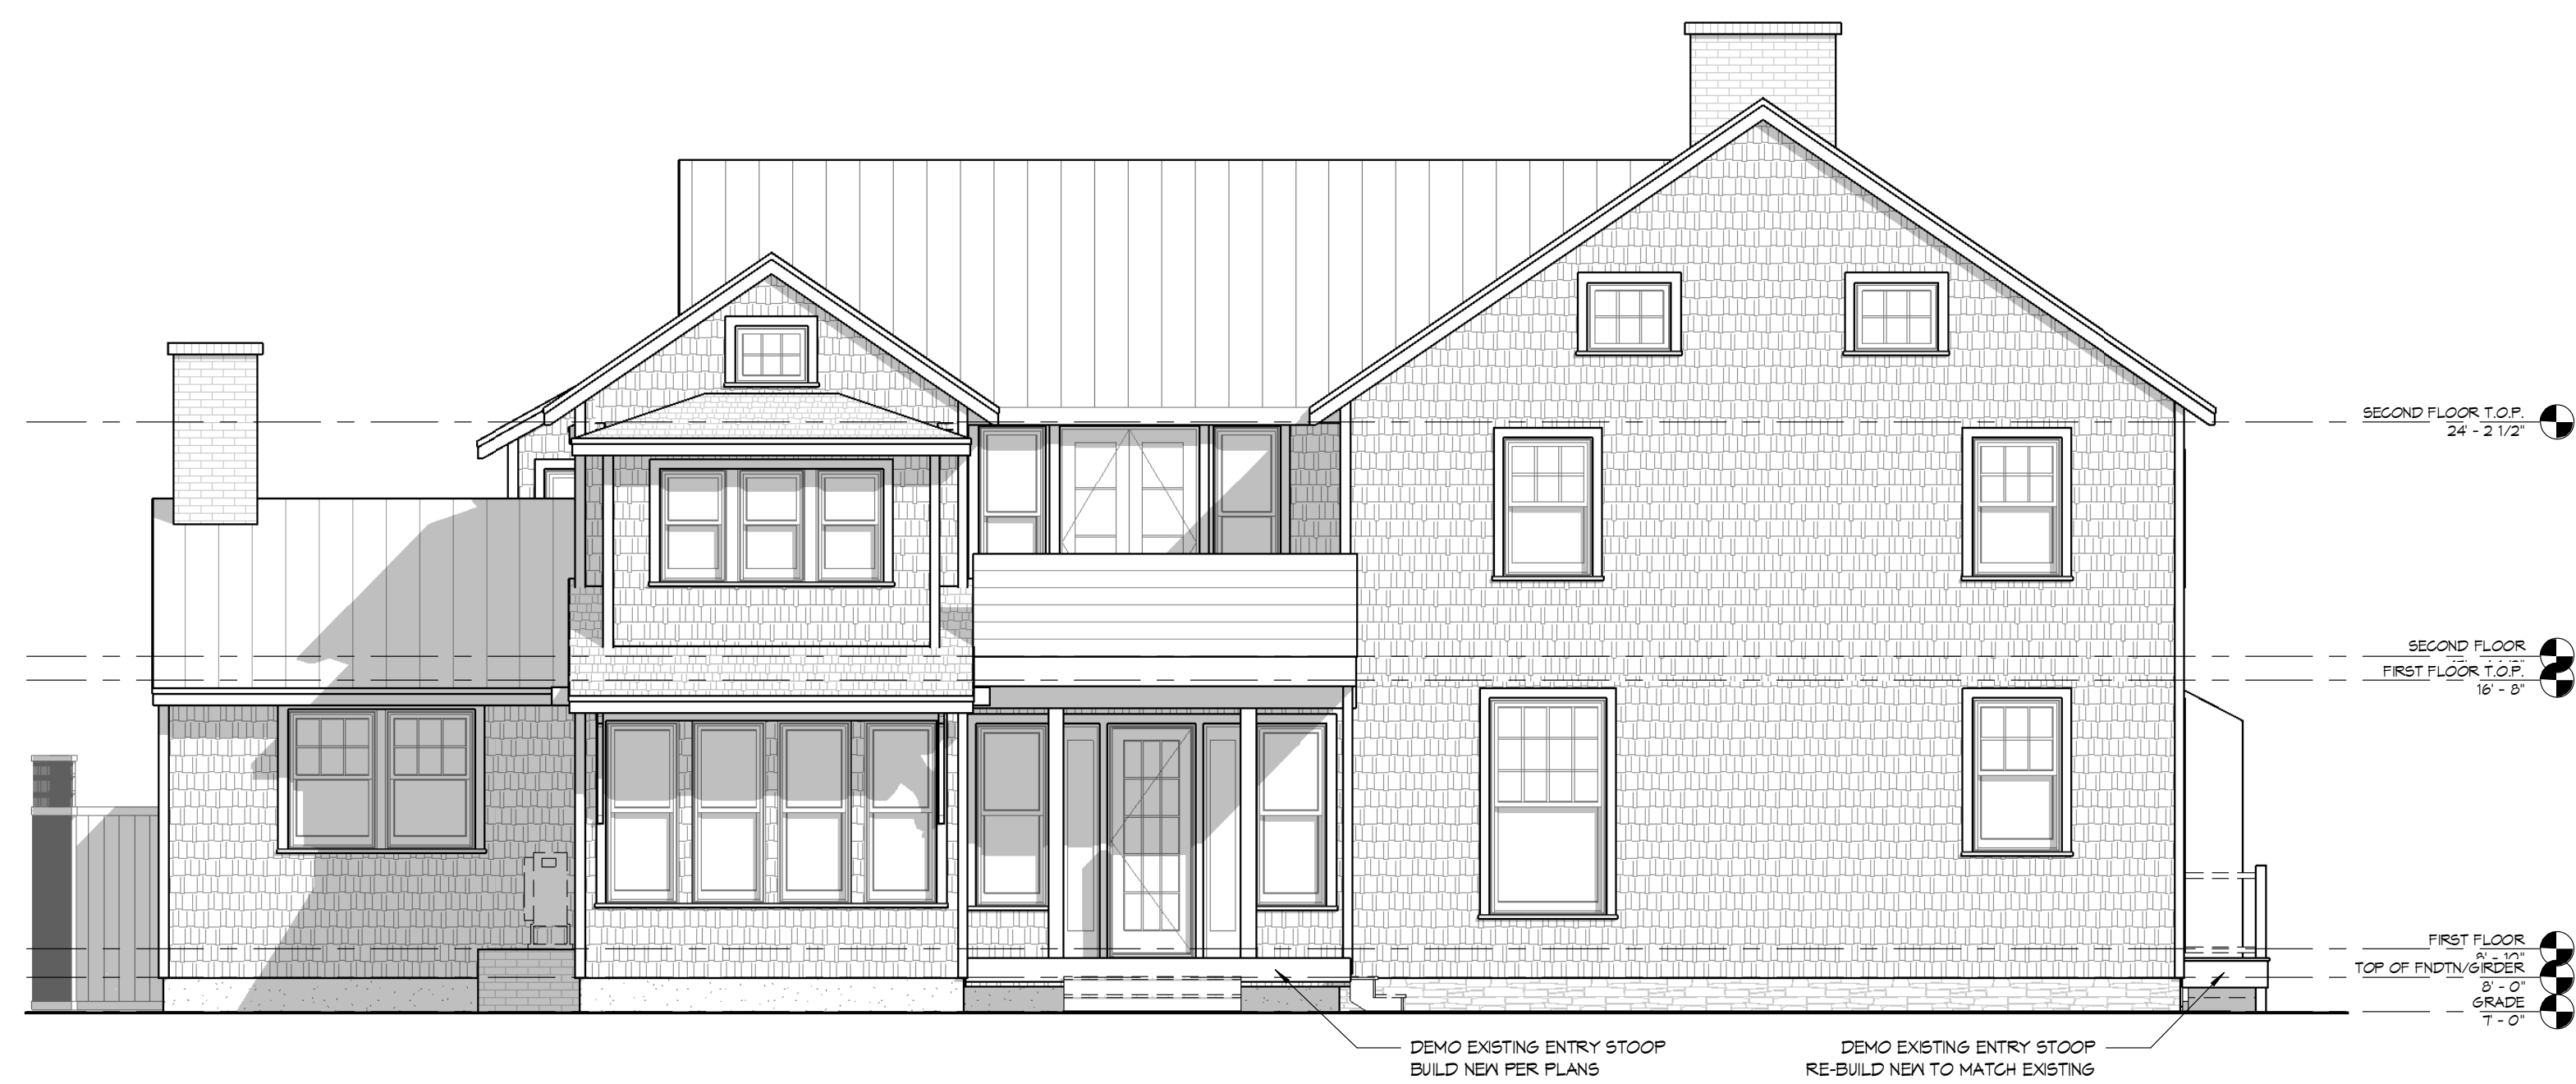 SECOND FLOOR T.O.P.
24' - 2 1/2"
SECOND FLOOR
FIRST FLOOR T.O.P.
16' - 8"
FIRST FLOOR
8' - 10"
TOP OF FNDTN/GIRDER
8' - 0"
GRADE
7' - 0"
DEMO EXISTING ENTRY STOOP
BUILD NEW PER PLANS
DEMO EXISTING ENTRY STOOP
RE-BUILD NEW TO MATCH EXISTING